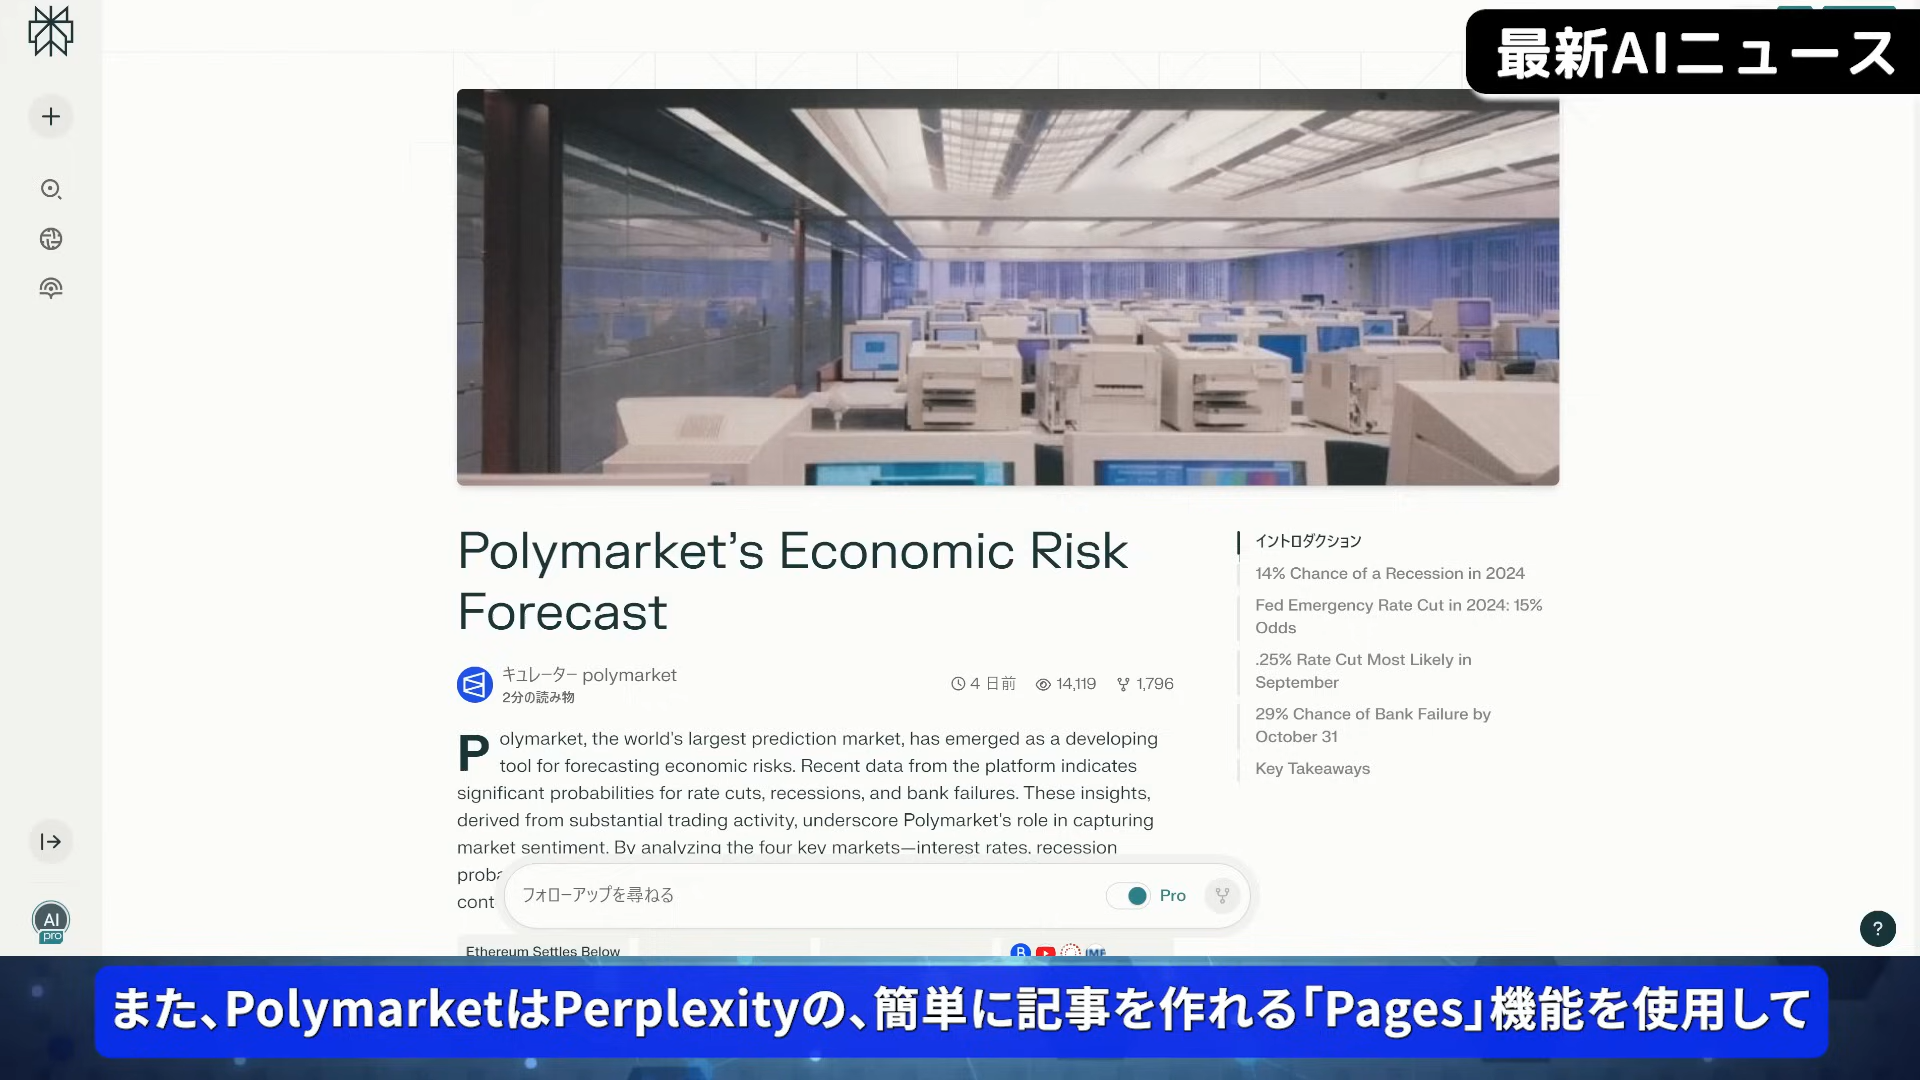 最新AIニュース
Polymarket’s Economic Risk
Forecast
キュレーター polymarket
2分の読み物
4 日前
14,119
1,796
Polymarket, the world's largest prediction market, has emerged as a developing
tool for forecasting economic risks. Recent data from the platform indicates
significant probabilities for rate cuts, recessions, and bank failures. These insights,
derived from substantial trading activity, underscore Polymarket's role in capturing
market sentiment. By analyzing the four key markets—interest rates, recession
proba
cont
イントロダクション
14% Chance of a Recession in 2024
Fed Emergency Rate Cut in 2024: 15%
Odds
.25% Rate Cut Most Likely in
September
29% Chance of Bank Failure by
October 31
Key Takeaways
フォローアップを尋ねる
Pro
AI
pro
?
Ethereum Settles Below
B
IMF
また、PolymarketはPerplexityの、簡単に記事を作れる「Pages」機能を使用して